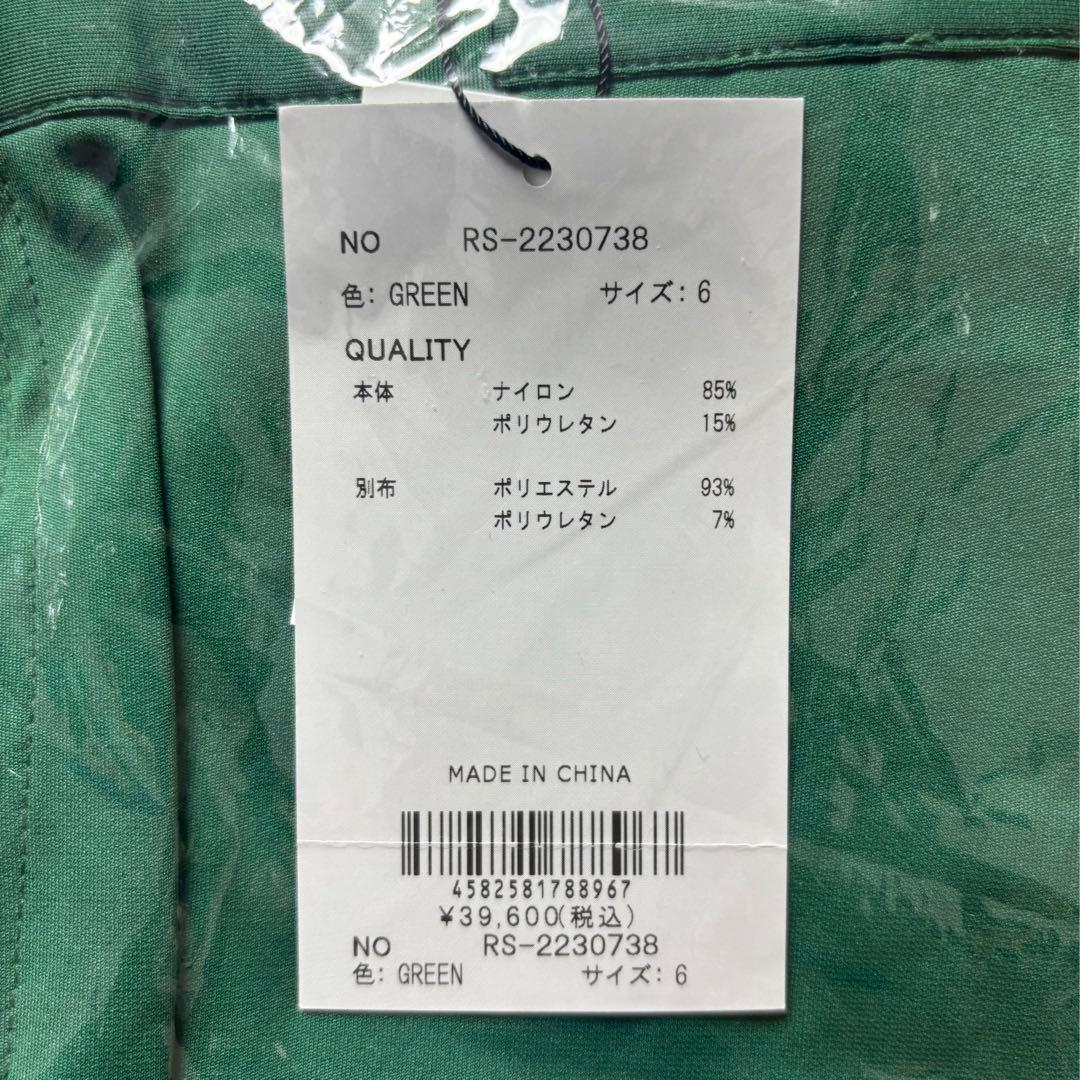 NO RS-2230738
色: GREEN サイズ: 6
QUALITY
本体 ナイロン 85%
ポリウレタン 15%
別布 ポリエステル 93%
ポリウレタン 7%
MADE IN CHINA
4582581788967
¥39,600(税込)
NO RS-2230738
色: GREEN サイズ: 6